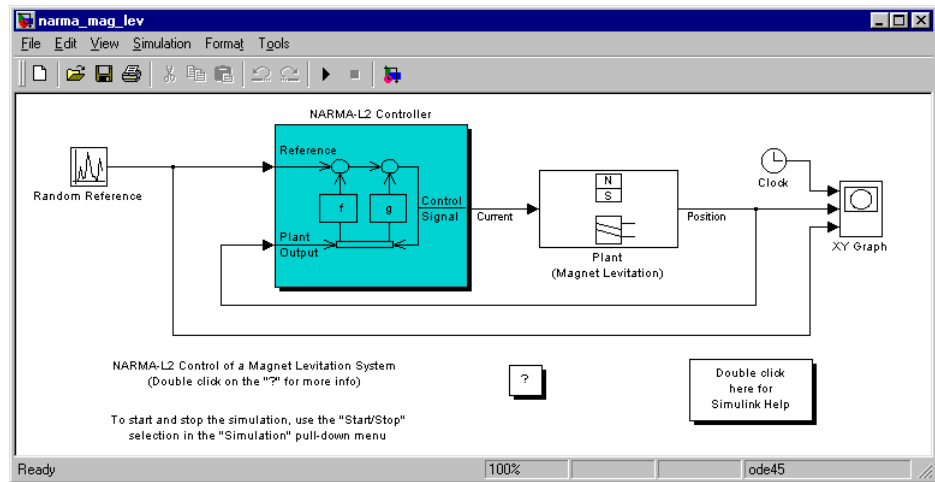 narma_mag_lev
File Edit View Simulation Format Tools
NARMA-L2 Controller
Reference
Random Reference
f
g
Control
Signal
Plant
Output
Current
N
S
Plant
(Magnet Levitation)
Position
Clock
XY Graph
NARMA-L2 Control of a Magnet Levitation System
(Double click on the "?" for more info)
?
Double click
here for
Simulink Help
To start and stop the simulation, use the "Start/Stop"
selection in the "Simulation" pull-down menu
Ready 100% ode45